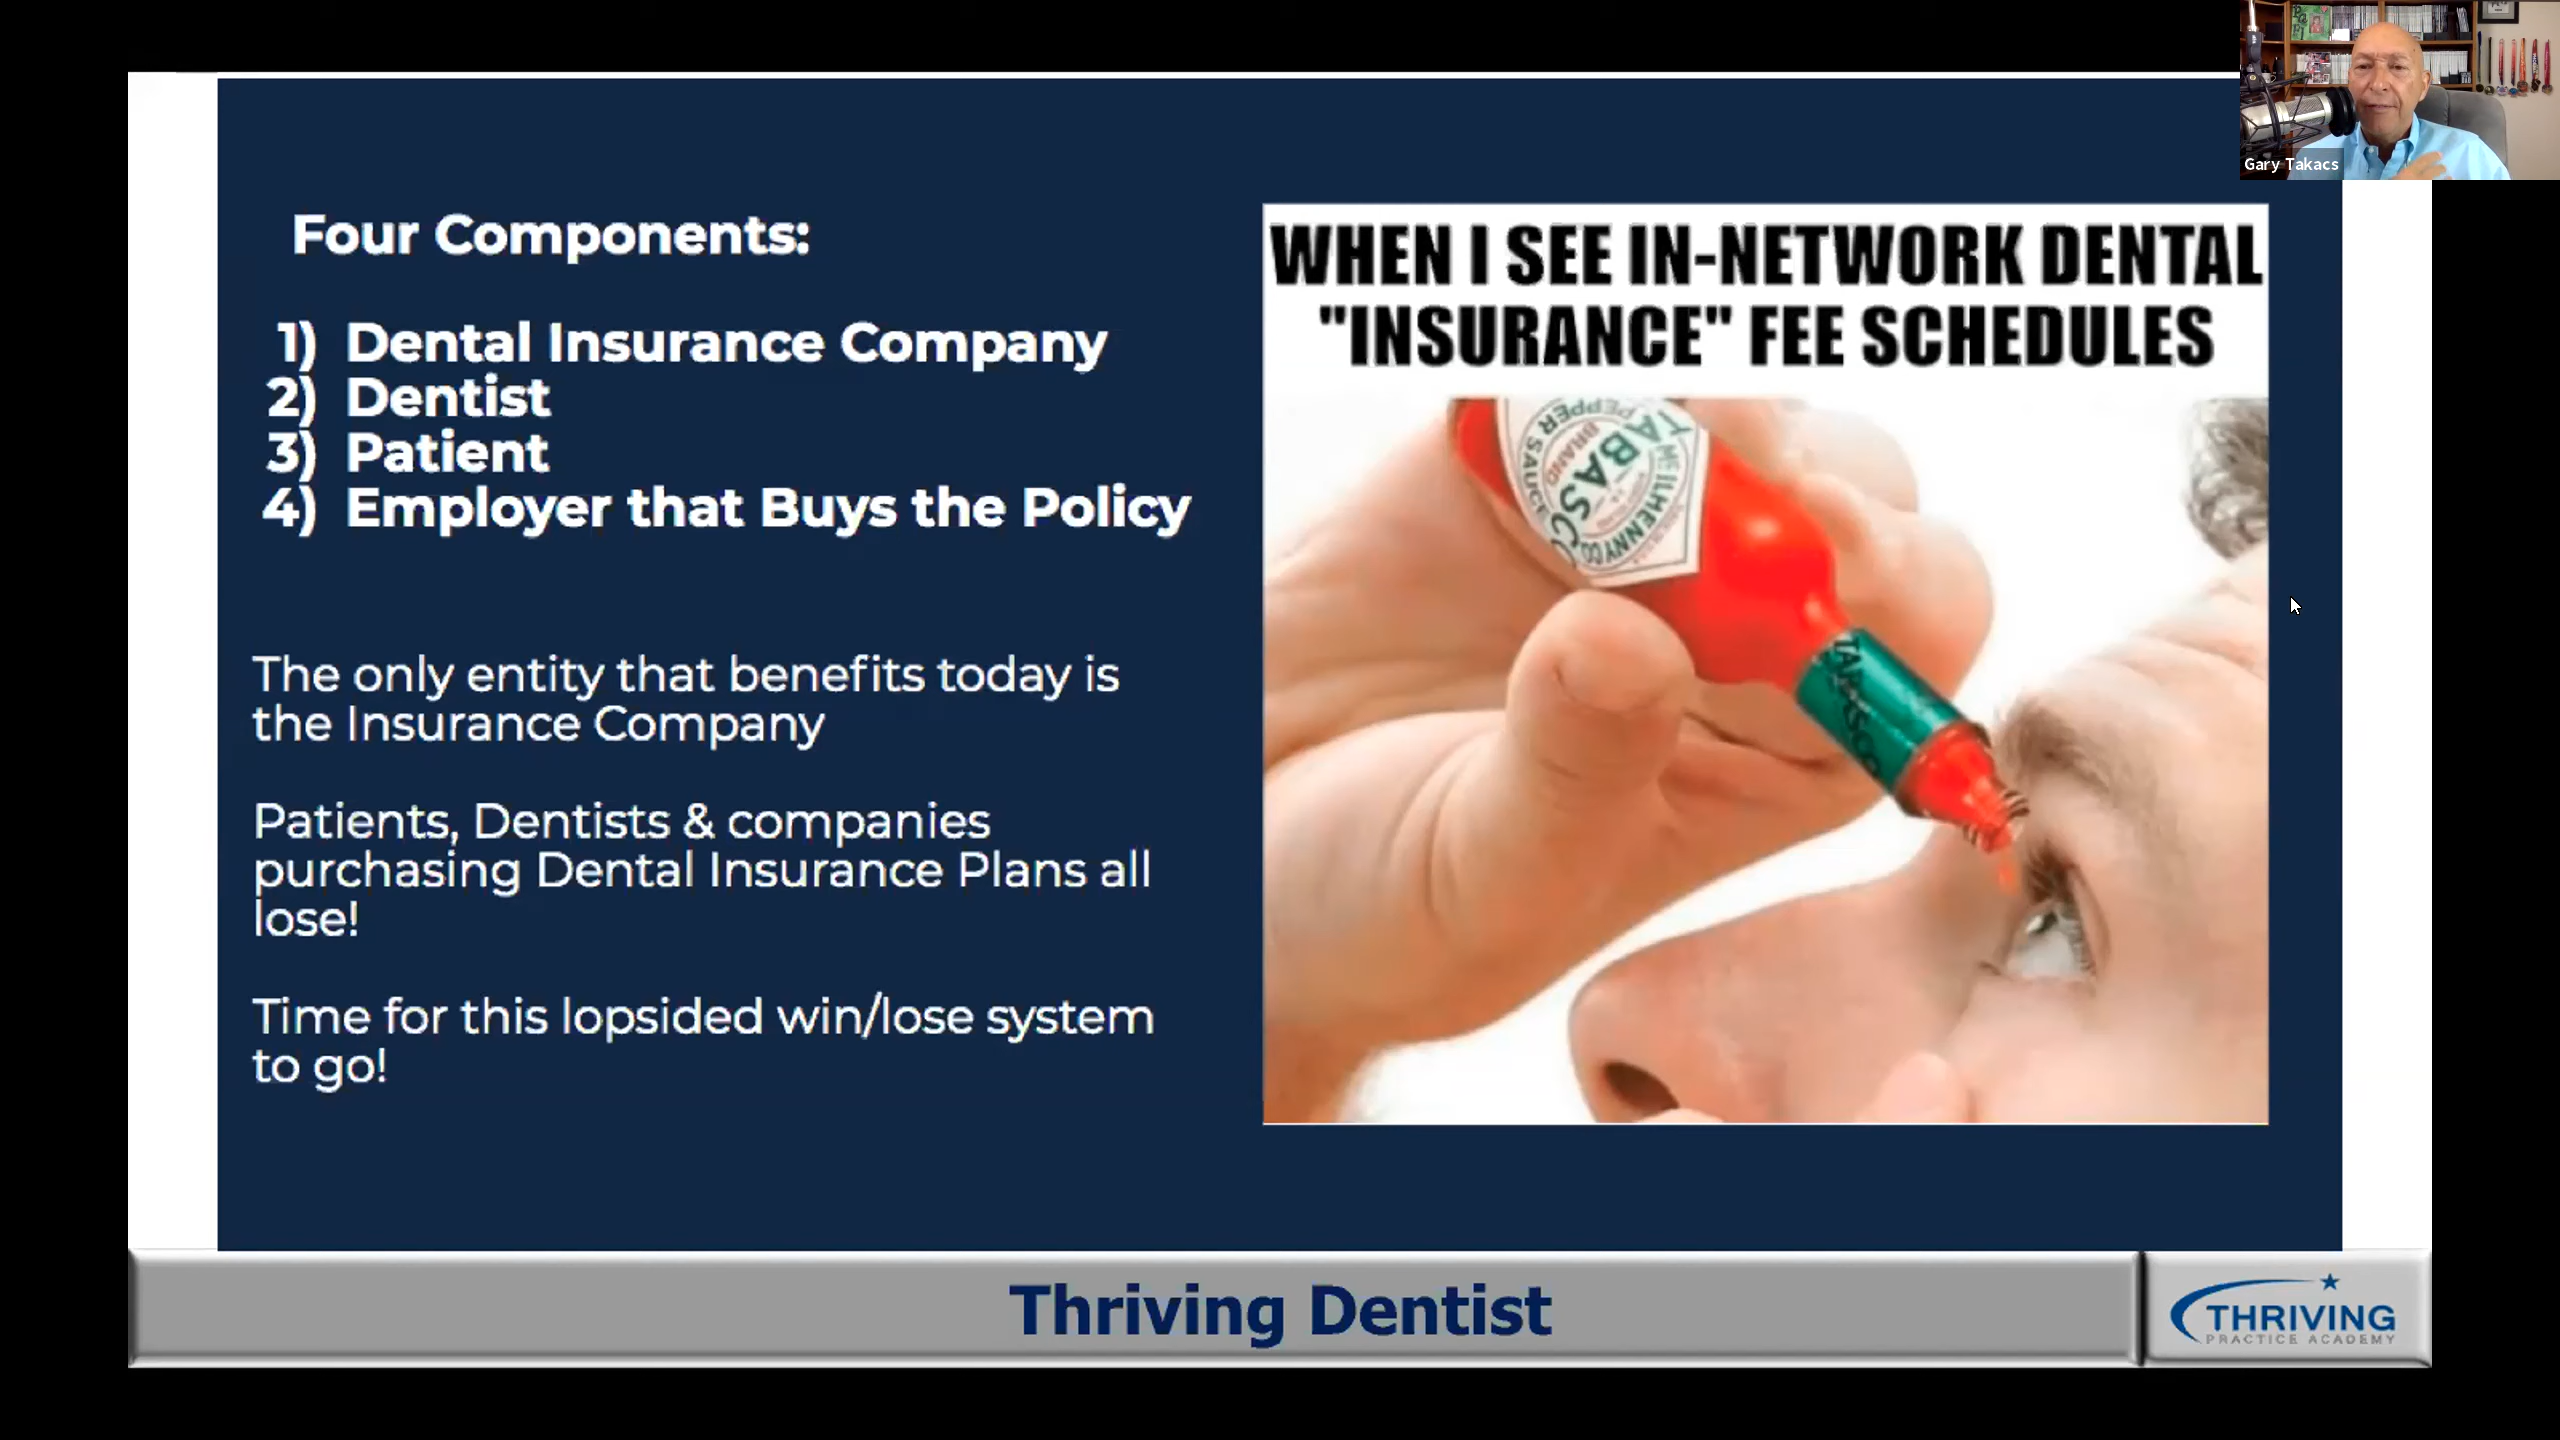 Gary Takacs
Four Components:
1) Dental Insurance Company
2) Dentist
3) Patient
4) Employer that Buys the Policy
The only entity that benefits today is
the Insurance Company
Patients, Dentists & companies
purchasing Dental Insurance Plans all
lose!
Time for this lopsided win/lose system
to go!
WHEN I SEE IN-NETWORK DENTAL
"INSURANCE" FEE SCHEDULES
PEPPER SAUCE
BRAND
Thriving Dentist
THRIVING
PRACTICE ACADEMY